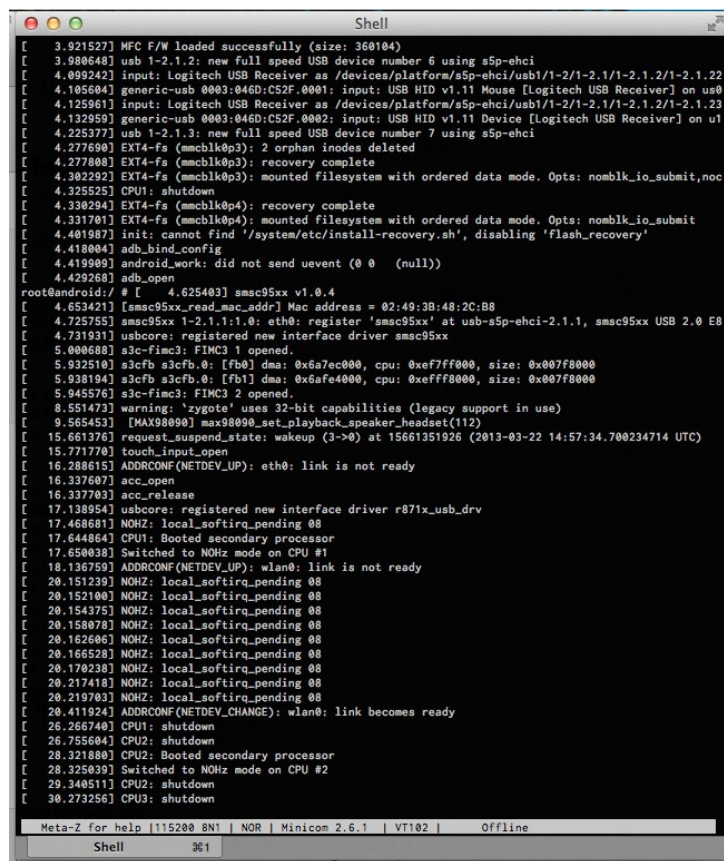 Shell
[    3.921527] MFC F/W loaded successfully (size: 360104)
[    3.980648] usb 1-2.1.2: new full speed USB device number 6 using s5p-ehci
[    4.099242] input: Logitech USB Receiver as /devices/platform/s5p-ehci/usb1/1-2/1-2.1/1-2.1.2/1-2.1.22
[    4.105604] generic-usb 0003:046D:C52F.0001: input: USB HID v1.11 Mouse [Logitech USB Receiver] on us0
[    4.125961] input: Logitech USB Receiver as /devices/platform/s5p-ehci/usb1/1-2/1-2.1/1-2.1.2/1-2.1.23
[    4.132959] generic-usb 0003:046D:C52F.0002: input: USB HID v1.11 Device [Logitech USB Receiver] on u1
[    4.225377] usb 1-2.1.3: new full speed USB device number 7 using s5p-ehci
[    4.277690] EXT4-fs (mmcblk0p3): 2 orphan inodes deleted
[    4.277808] EXT4-fs (mmcblk0p3): recovery complete
[    4.302292] EXT4-fs (mmcblk0p3): mounted filesystem with ordered data mode. Opts: nomblk_io_submit,noc
[    4.325525] CPU1: shutdown
[    4.330294] EXT4-fs (mmcblk0p4): recovery complete
[    4.331701] EXT4-fs (mmcblk0p4): mounted filesystem with ordered data mode. Opts: nomblk_io_submit
[    4.401987] init: cannot find '/system/etc/install-recovery.sh', disabling 'flash_recovery'
[    4.418004] adb_bind_config
[    4.419909] android_work: did not send uevent (0 0   (null))
[    4.429268] adb_open
root@android:/ # [    4.625403] smsc95xx v1.0.4
[    4.653421] [smsc95xx_read_mac_addr] Mac address = 02:49:3B:48:2C:B8
[    4.725755] smsc95xx 1-2.1.1:1.0: eth0: register 'smsc95xx' at usb-s5p-ehci-2.1.1, smsc95xx USB 2.0 E8
[    4.731931] usbcore: registered new interface driver smsc95xx
[    5.000688] s3c-fimc3: FIMC3 1 opened.
[    5.932510] s3cfb s3cfb.0: [fb0] dma: 0x6a7ec000, cpu: 0xef7ff000, size: 0x007f8000
[    5.938194] s3cfb s3cfb.0: [fb1] dma: 0x6afe4000, cpu: 0xefff8000, size: 0x007f8000
[    5.945576] s3c-fimc3: FIMC3 2 opened.
[    8.551473] warning: `zygote' uses 32-bit capabilities (legacy support in use)
[    9.565453]  [MAX98090] max98090_set_playback_speaker_headset(112)
[   15.661376] request_suspend_state: wakeup (3->0) at 15661351926 (2013-03-22 14:57:34.700234714 UTC)
[   15.771770] touch_input_open
[   16.288615] ADDRCONF(NETDEV_UP): eth0: link is not ready
[   16.337607] acc_open
[   16.337703] acc_release
[   17.138954] usbcore: registered new interface driver r871x_usb_drv
[   17.468681] NOHZ: local_softirq_pending 08
[   17.644864] CPU1: Booted secondary processor
[   17.650038] Switched to NOHz mode on CPU #1
[   18.136759] ADDRCONF(NETDEV_UP): wlan0: link is not ready
[   20.151239] NOHZ: local_softirq_pending 08
[   20.152100] NOHZ: local_softirq_pending 08
[   20.154375] NOHZ: local_softirq_pending 08
[   20.158078] NOHZ: local_softirq_pending 08
[   20.162606] NOHZ: local_softirq_pending 08
[   20.166528] NOHZ: local_softirq_pending 08
[   20.170238] NOHZ: local_softirq_pending 08
[   20.217418] NOHZ: local_softirq_pending 08
[   20.219703] NOHZ: local_softirq_pending 08
[   20.411924] ADDRCONF(NETDEV_CHANGE): wlan0: link becomes ready
[   26.266740] CPU1: shutdown
[   26.755604] CPU2: shutdown
[   28.321880] CPU2: Booted secondary processor
[   28.325039] Switched to NOHz mode on CPU #2
[   29.340511] CPU2: shutdown
[   30.273256] CPU3: shutdown
Meta-Z for help |115200 8N1 | NOR | Minicom 2.6.1  | VT102 |      Offline
Shell ⌘1